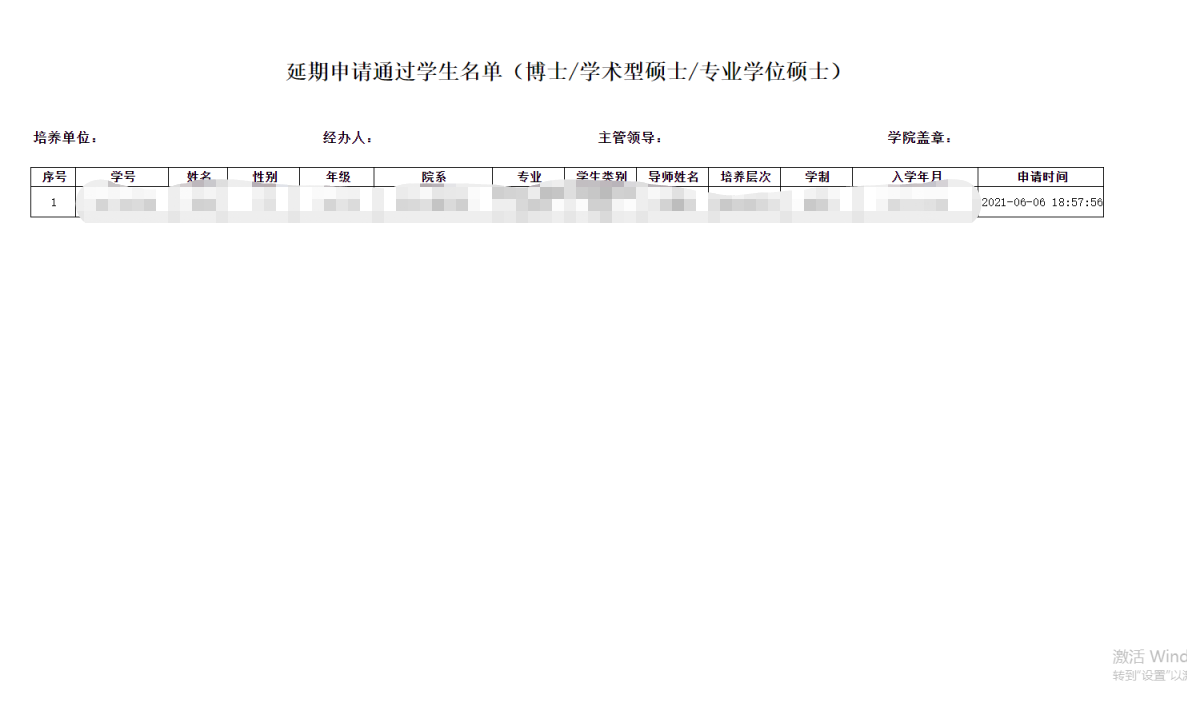 延期申请通过学生名单（博士/学术型硕士/专业学位硕士）
培养单位： 经办人： 主管领导： 学院盖章：
序号 学号 姓名 性别 年级 院系 专业 学生类别 导师姓名 培养层次 学制 入学年月 申请时间
1 2021-06-06 18:57:56
激活 Wind
转到"设置"以激